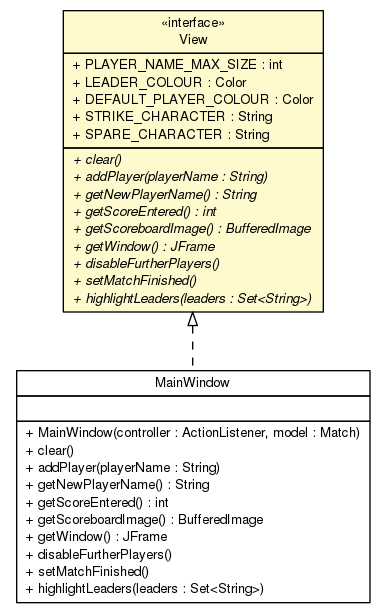 «interface»
View
+ PLAYER_NAME_MAX_SIZE : int
+ LEADER_COLOUR : Color
+ DEFAULT_PLAYER_COLOUR : Color
+ STRIKE_CHARACTER : String
+ SPARE_CHARACTER : String
+ clear()
+ addPlayer(playerName : String)
+ getNewPlayerName() : String
+ getScoreEntered() : int
+ getScoreboardImage() : BufferedImage
+ getWindow() : JFrame
+ disableFurtherPlayers()
+ setMatchFinished()
+ highlightLeaders(leaders : Set<String>)
MainWindow
+ MainWindow(controller : ActionListener, model : Match)
+ clear()
+ addPlayer(playerName : String)
+ getNewPlayerName() : String
+ getScoreEntered() : int
+ getScoreboardImage() : BufferedImage
+ getWindow() : JFrame
+ disableFurtherPlayers()
+ setMatchFinished()
+ highlightLeaders(leaders : Set<String>)